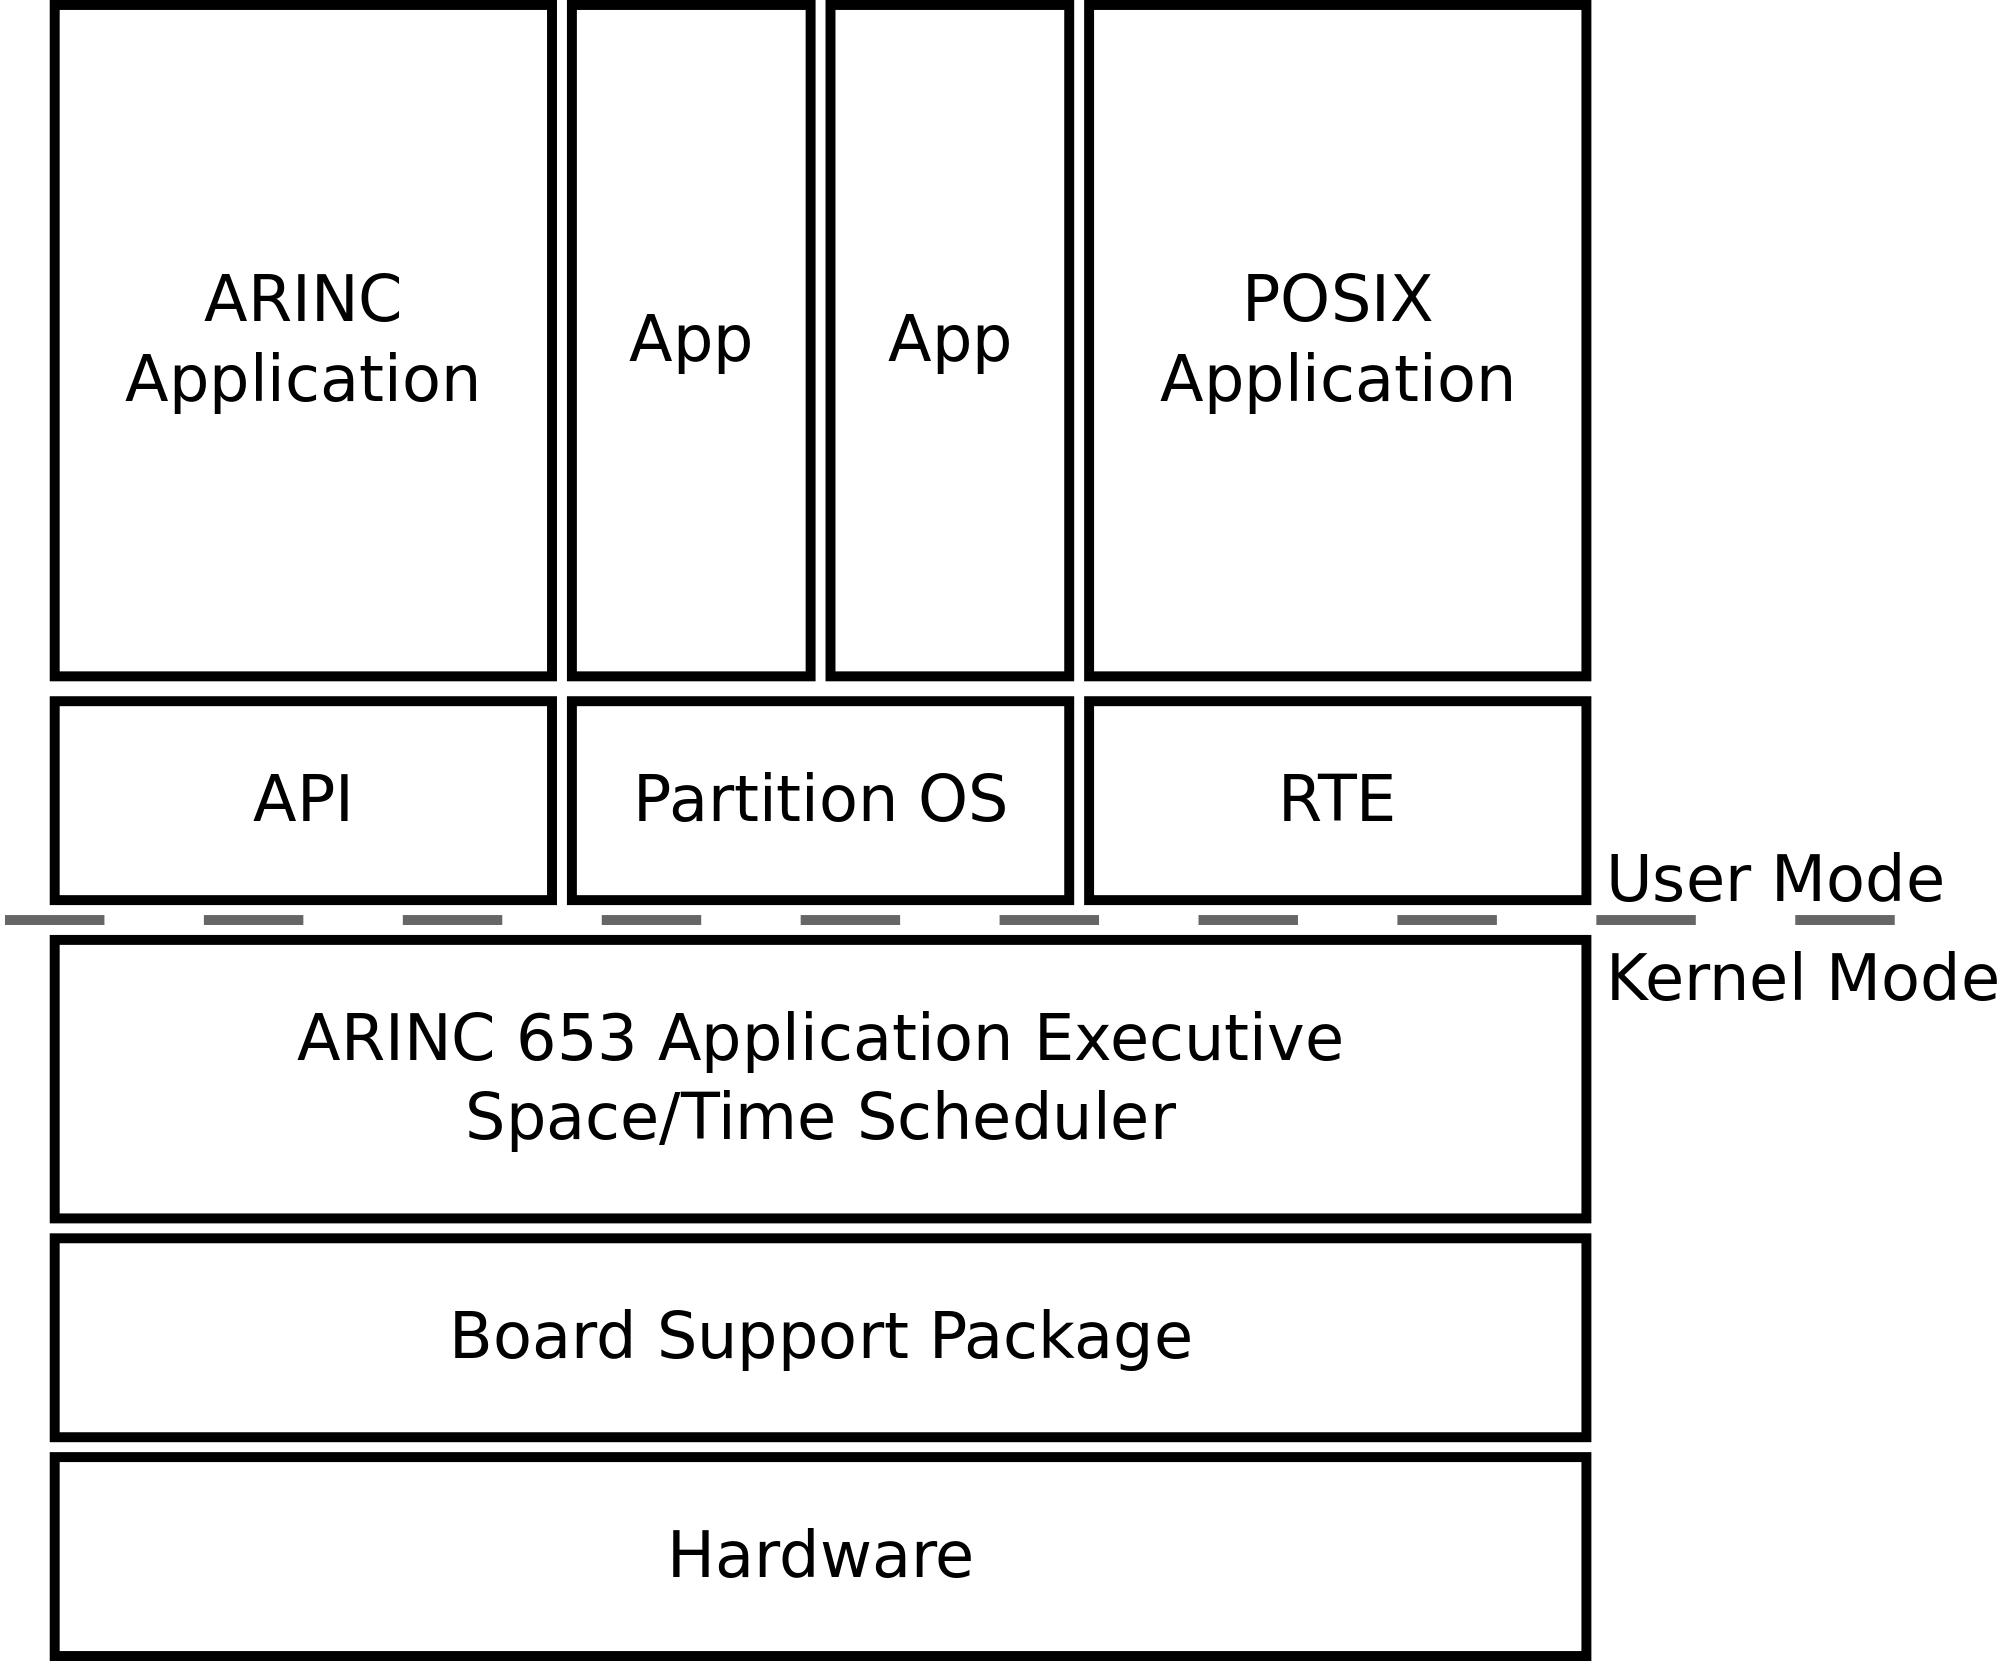 ARINC
Application
App
App
POSIX
Application
API
Partition OS
RTE
User Mode
Kernel Mode
ARINC 653 Application Executive
Space/Time Scheduler
Board Support Package
Hardware